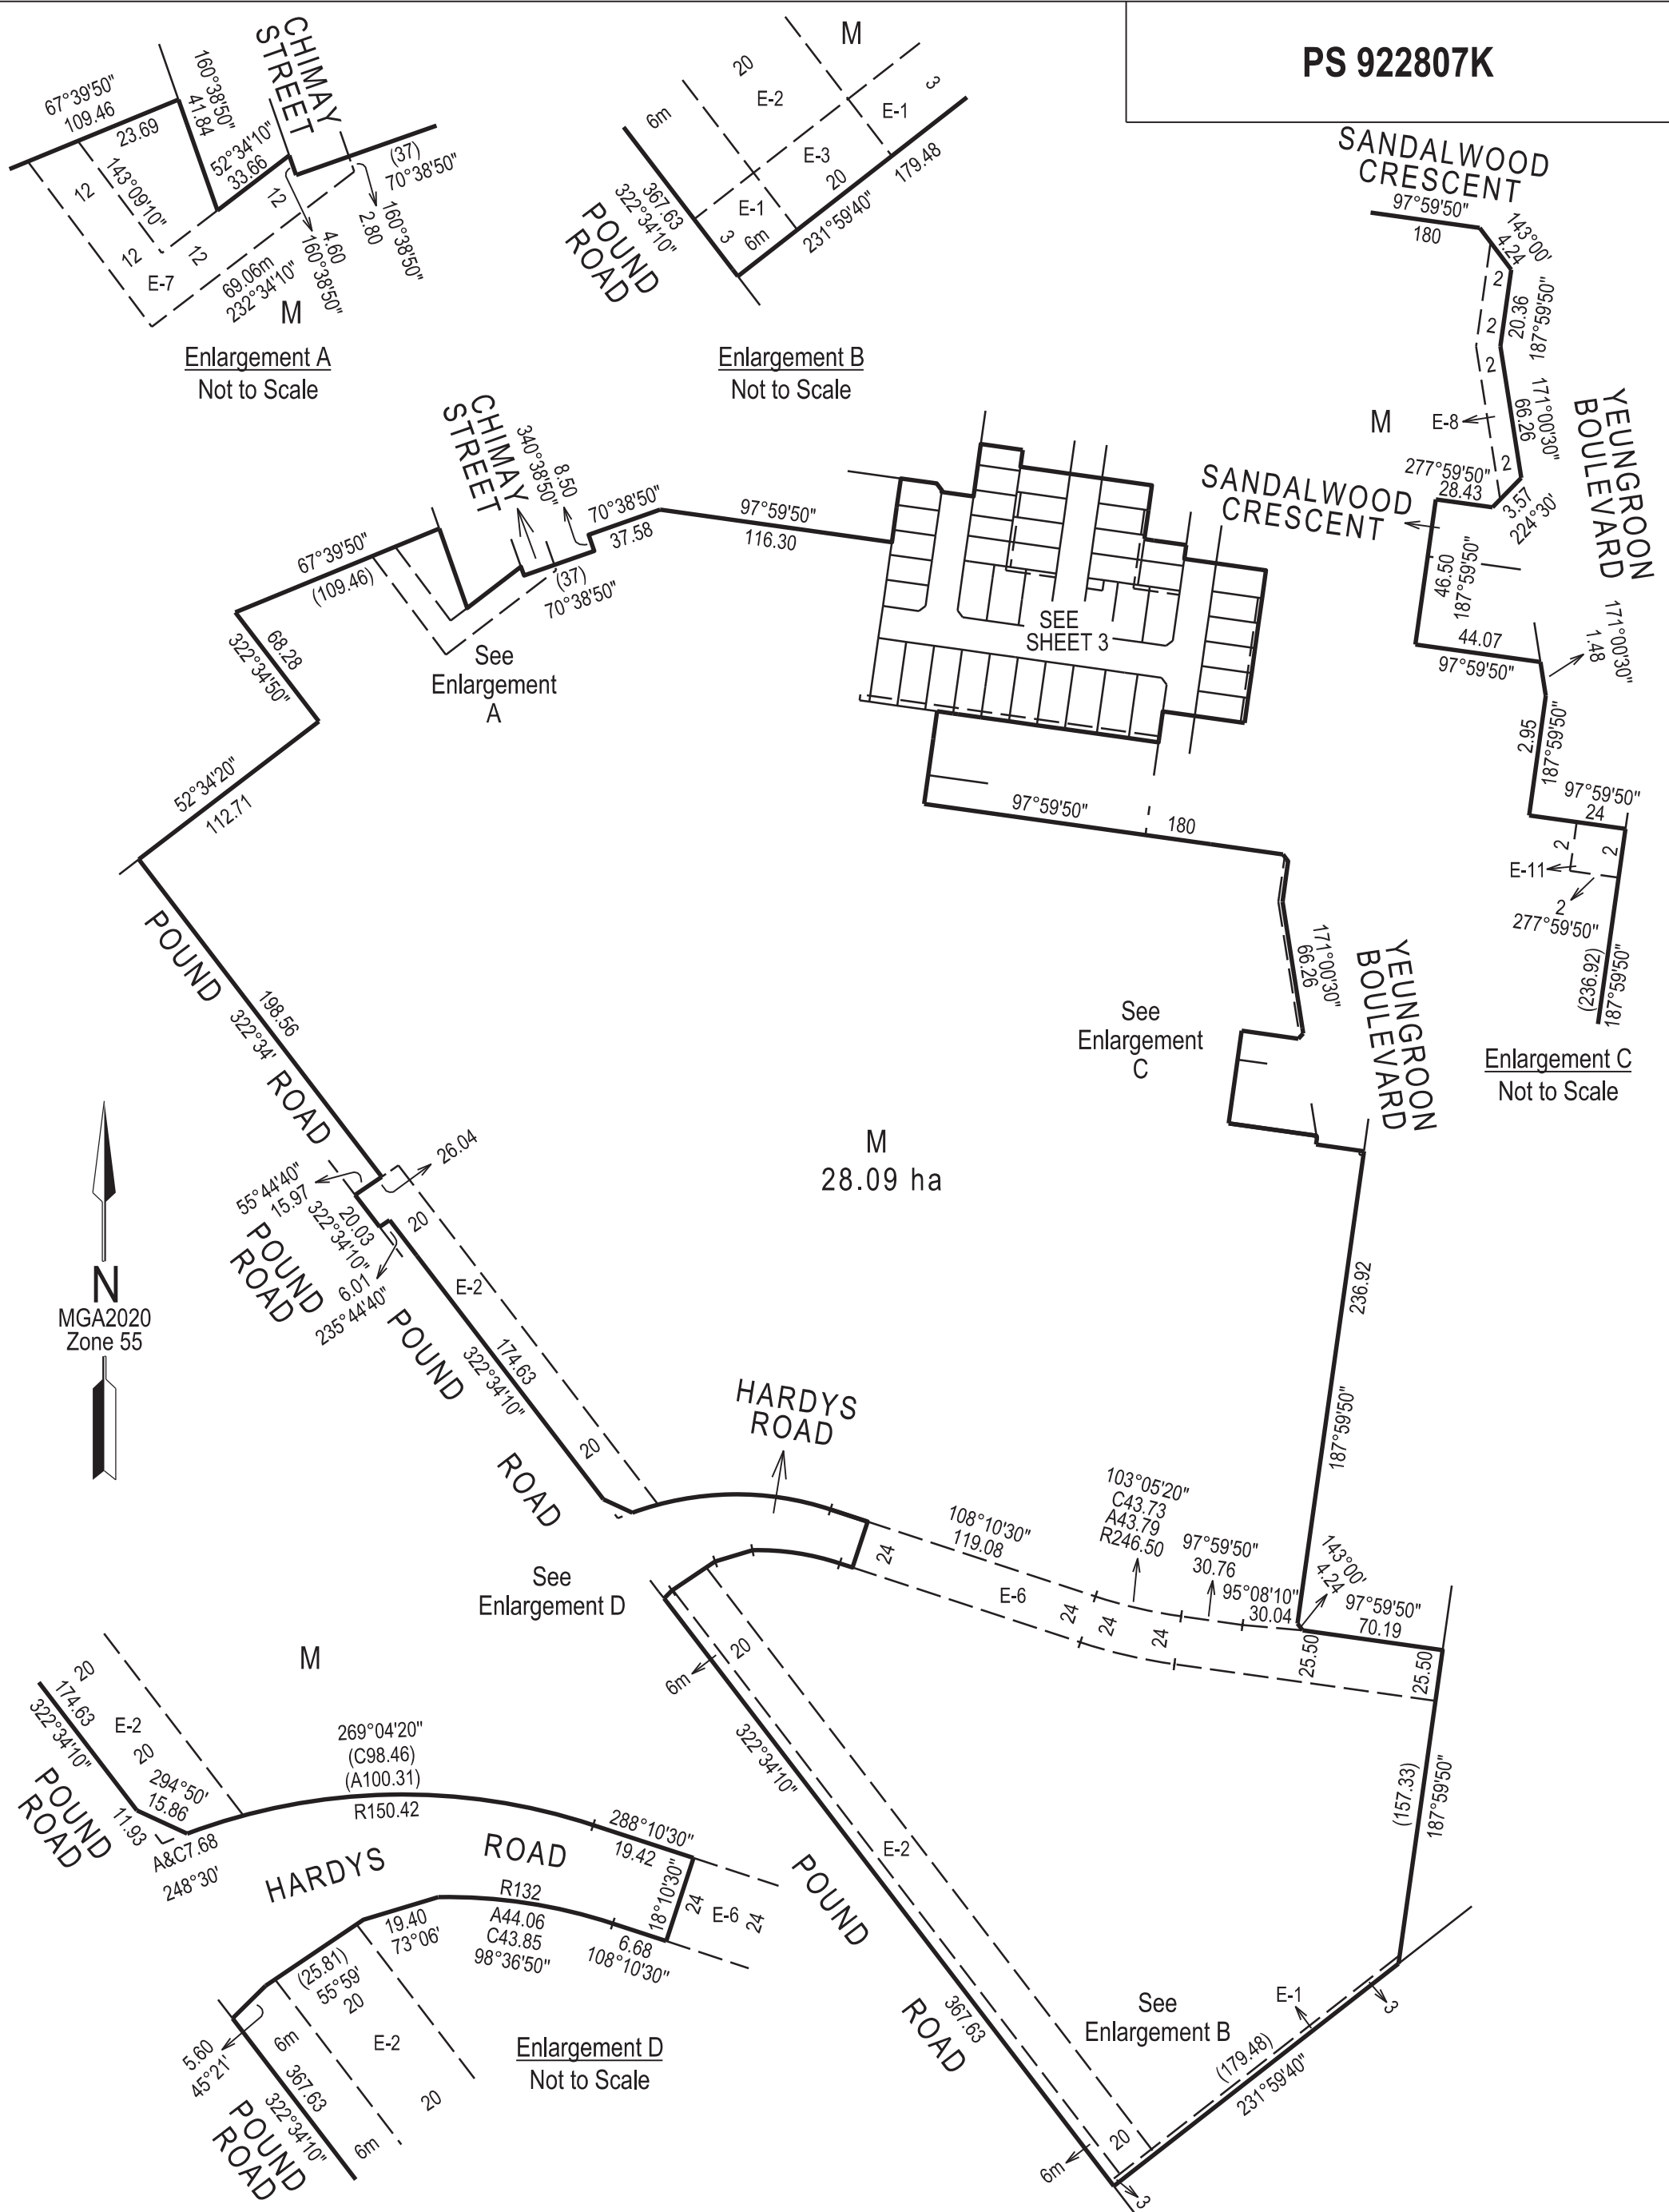 PS 922807K
CHIMAY
STREET
67°39'50"
109.46
23.69
160°38'50"
41.84
52°34'10"
33.66
143°09'10"
12
12
12
12
E-7
(37)
70°38'50"
160°38'50"
2.80
4.60
160°38'50"
69.06m
232°34'10"
M
Enlargement A
Not to Scale
M
20
E-2
3
E-1
6m
E-3
20
179.48
E-1
367.63
322°34'10"
3
6m
231°59'40"
POUND
ROAD
Enlargement B
Not to Scale
SANDALWOOD
CRESCENT
97°59'50"
180
143°00'
4.24
2
20.36
187°59'50"
2
2
171°00'30"
66.26
M
E-8
YEUNGROON
BOULEVARD
277°59'50"
28.43
2
3.57
224°30'
SANDALWOOD
CRESCENT
46.50
187°59'50"
44.07
97°59'50"
171°00'30"
1.48
2.95
187°59'50"
97°59'50"
24
2
2
E-11
2
277°59'50"
(236.92)
187°59'50"
Enlargement C
Not to Scale
CHIMAY
STREET
340°38'50"
8.50
70°38'50"
37.58
97°59'50"
116.30
67°39'50"
(109.46)
(37)
70°38'50"
See
Enlargement
A
68.28
322°34'50"
52°34'20"
112.71
SEE
SHEET 3
97°59'50"
180
171°00'30"
66.26
YEUNGROON
BOULEVARD
See
Enlargement
C
POUND
198.56
322°34'
ROAD
26.04
55°44'40"
15.97
20.03
322°34'10"
20
POUND
ROAD
6.01
235°44'40"
E-2
M
28.09 ha
N
MGA2020
Zone 55
POUND
174.63
322°34'10"
20
ROAD
236.92
187°59'50"
HARDYS
ROAD
103°05'20"
C43.73
A43.79
R246.50
108°10'30"
119.08
97°59'50"
30.76
95°08'10"
30.04
143°00'
4.24
97°59'50"
70.19
24
E-6
24
24
24
25.50
25.50
See
Enlargement D
20
6m
322°34'10"
E-2
(157.33)
187°59'50"
POUND
367.63
ROAD
See
Enlargement B
E-1
3
(179.48)
231°59'40"
20
6m
3
M
20
174.63
322°34'10"
E-2
20
269°04'20"
(C98.46)
(A100.31)
R150.42
294°50'
15.86
POUND
ROAD
11.93
A&C7.68
248°30'
HARDYS
ROAD
288°10'30"
19.42
18°10'30"
24
E-6
24
R132
A44.06
C43.85
98°36'50"
6.68
108°10'30"
19.40
73°06'
(25.81)
55°59'
20
E-2
5.60
45°21'
6m
367.63
322°34'10"
20
6m
POUND
ROAD
Enlargement D
Not to Scale